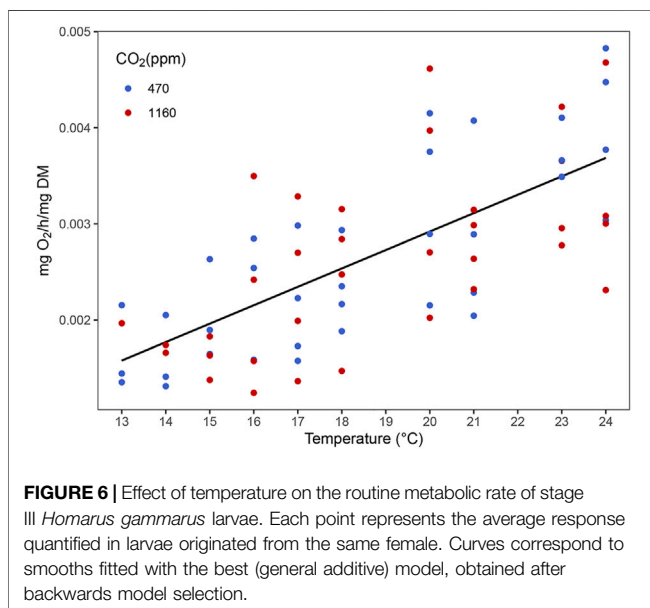 0.005
CO₂(ppm)
470
1160
0.004
mg O₂/h/mg DM
0.003
0.002
13 14 15 16 17 18 19 20 21 22 23 24
Temperature (°C)
FIGURE 6 | Effect of temperature on the routine metabolic rate of stage
III Homarus gammarus larvae. Each point represents the average response
quantified in larvae originated from the same female. Curves correspond to
smooths fitted with the best (general additive) model, obtained after
backwards model selection.